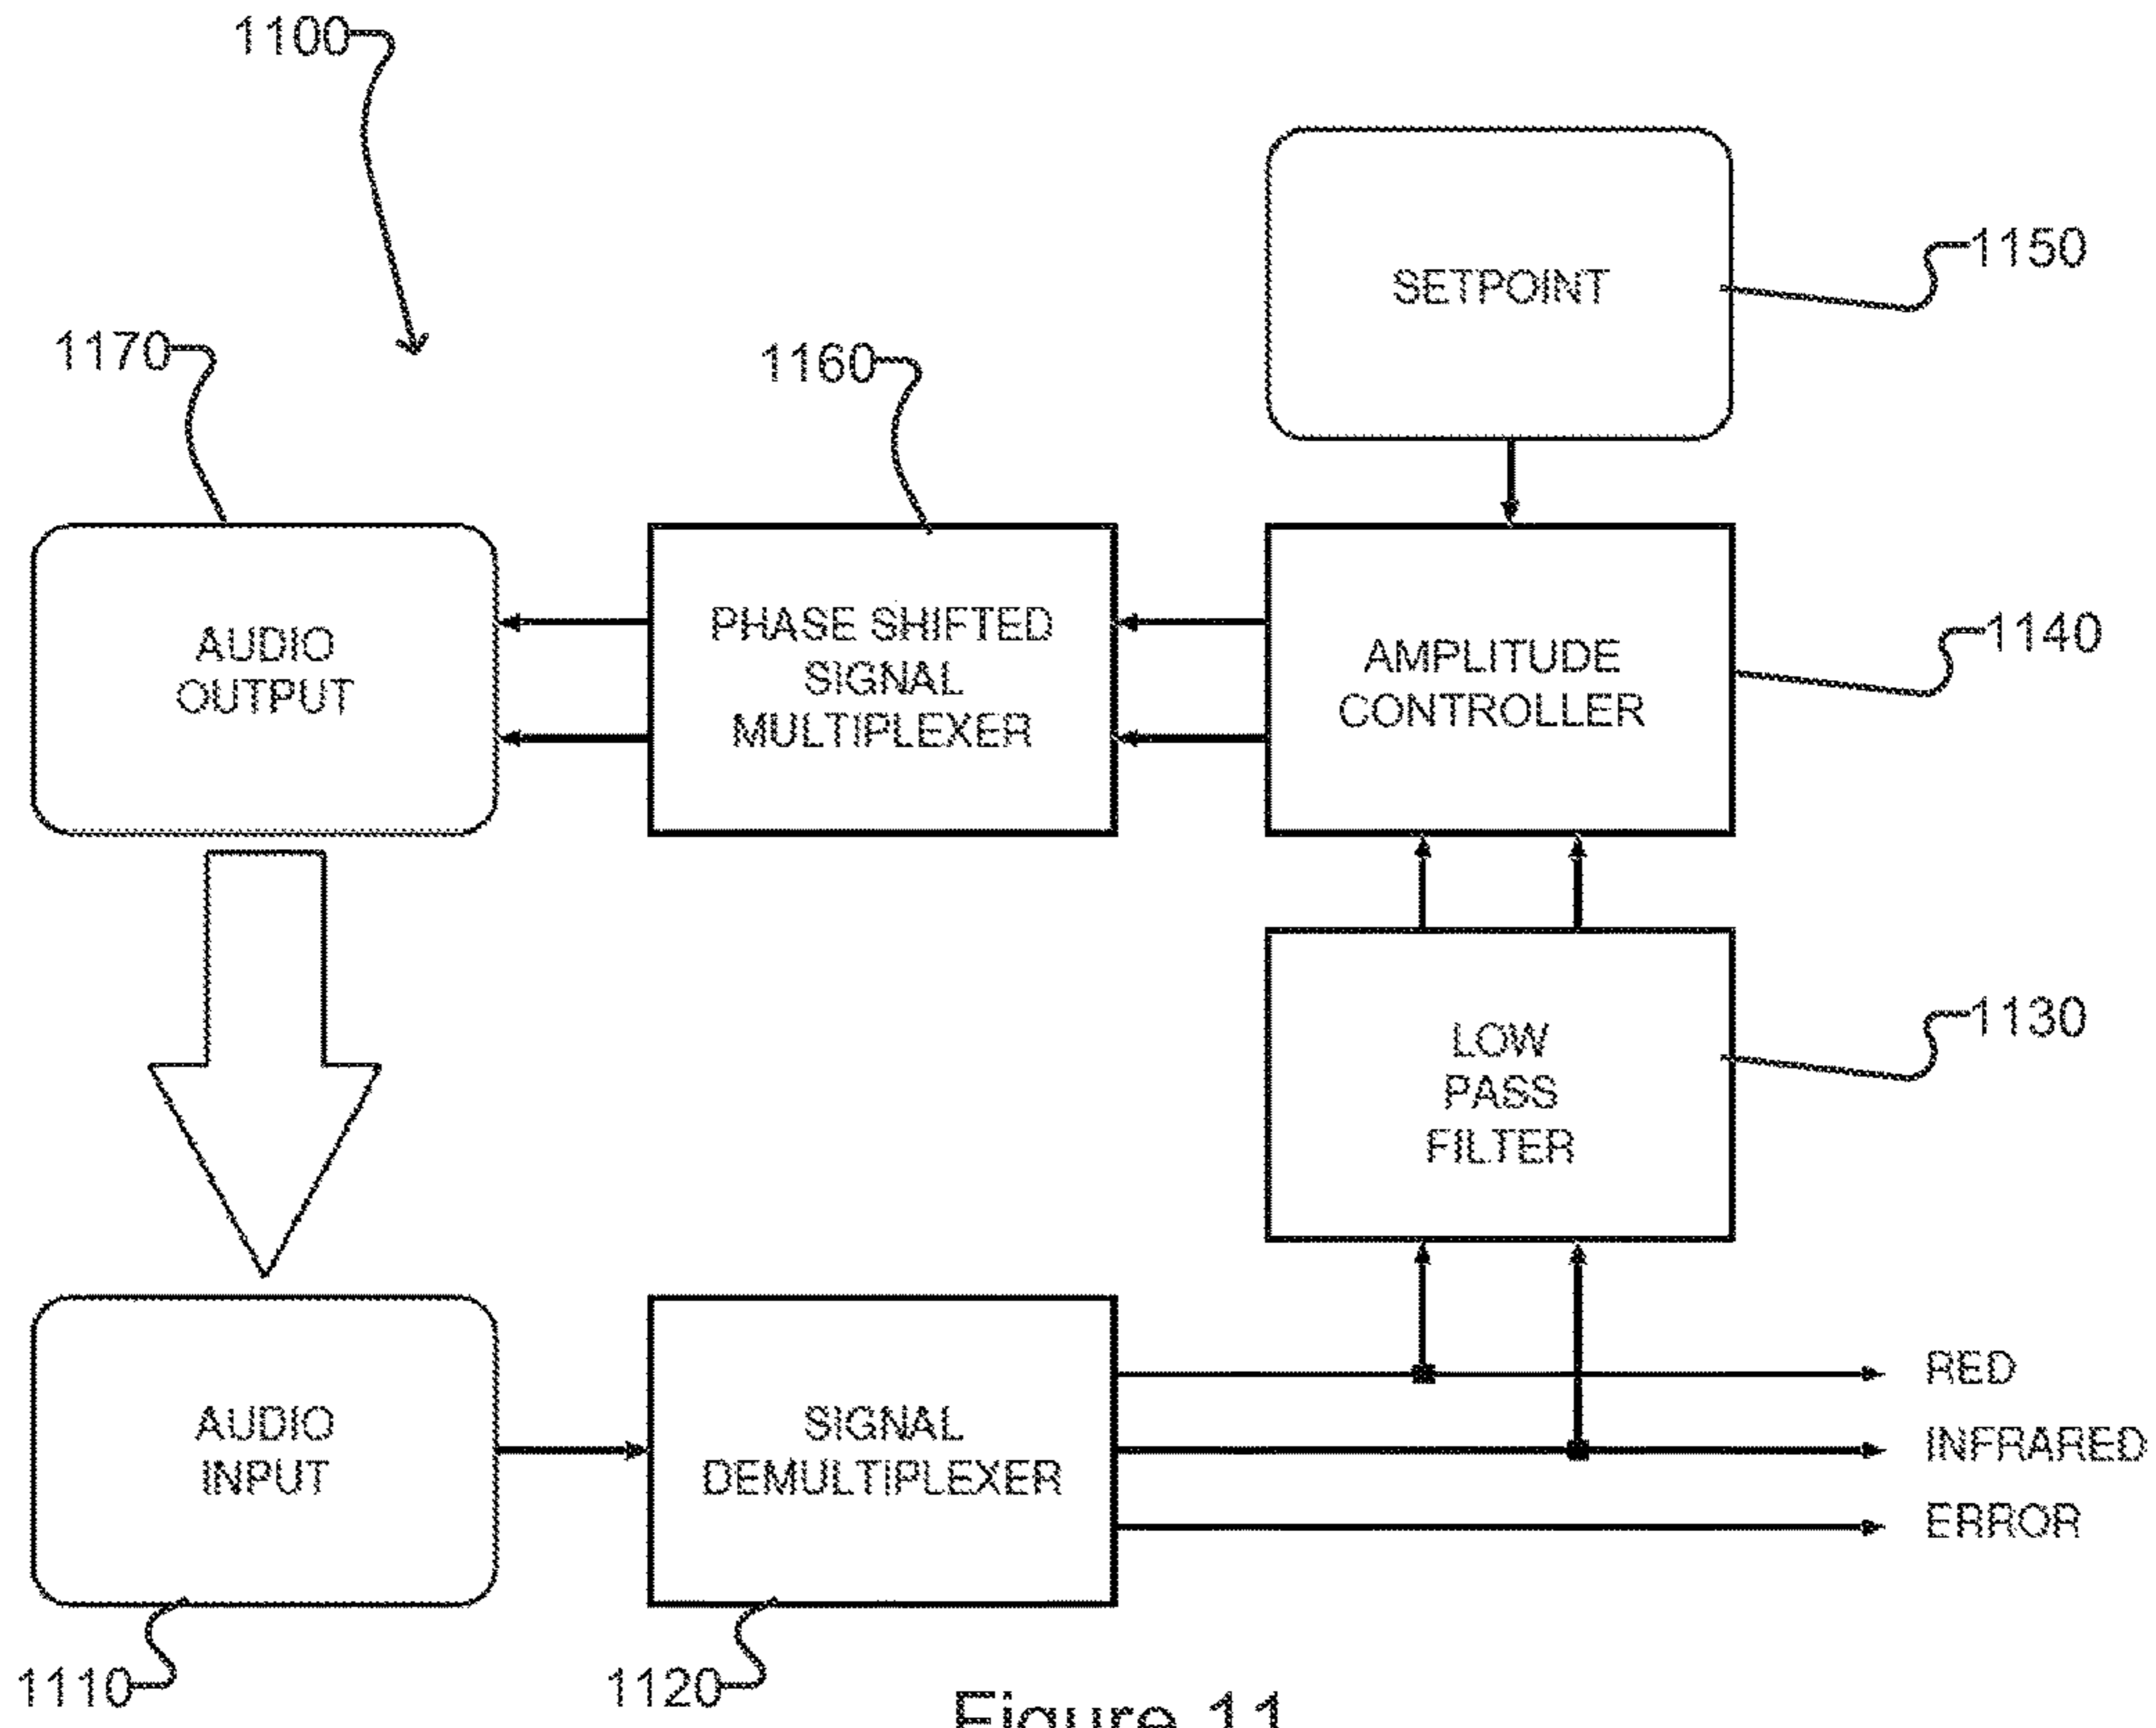 1100
SETPOINT
1150
1170
1160
AUDIO
OUTPUT
PHASE SHIFTED
SIGNAL
MULTIPLEXER
AMPLITUDE
CONTROLLER
1140
LOW
PASS
FILTER
1130
AUDIO
INPUT
SIGNAL
DEMULTIPLEXER
RED
INFRARED
ERROR
1110
1120
Figure 11